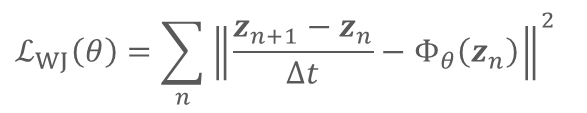 ℒ_WJ(θ) = ∑_n ‖ (𝒛_{n+1} − 𝒛_n) / Δt − Φ_θ(𝒛_n) ‖²